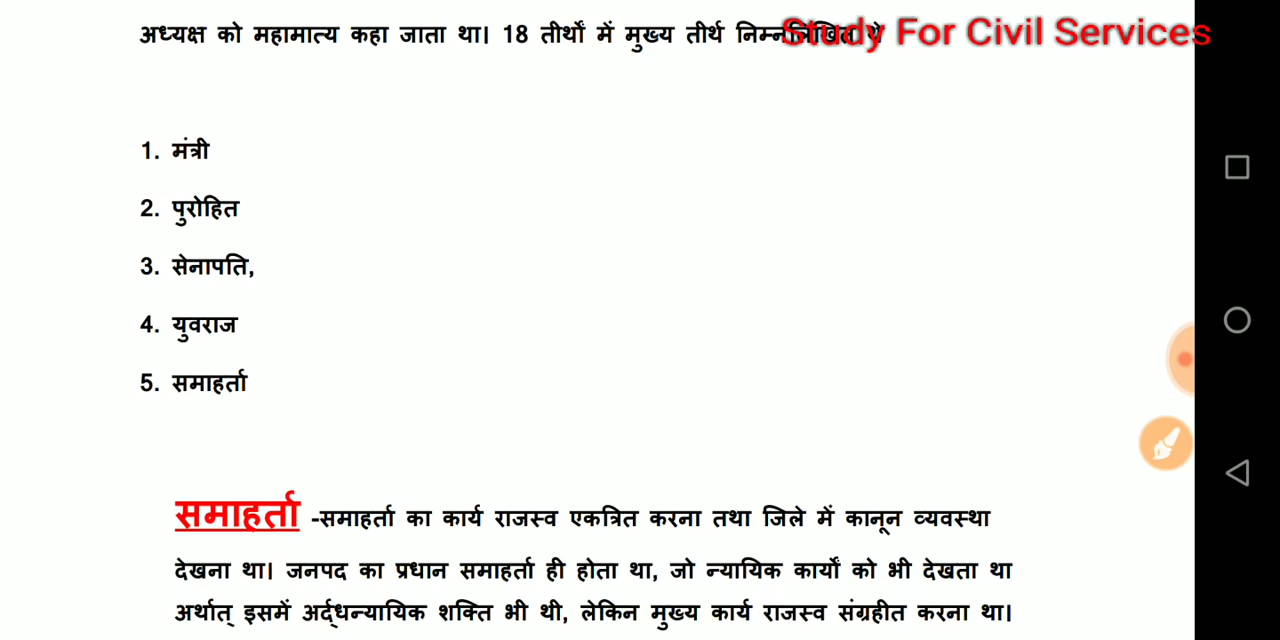 अध्यक्ष को महामात्य कहा जाता था। 18 तीर्थों में मुख्य तीर्थ निम्नलिखित थे
Study For Civil Services
1. मंत्री
2. पुरोहित
3. सेनापति,
4. युवराज
5. समाहर्ता
समाहर्ता -समाहर्ता का कार्य राजस्व एकत्रित करना तथा जिले में कानून व्यवस्था
देखना था। जनपद का प्रधान समाहर्ता ही होता था, जो न्यायिक कार्यों को भी देखता था
अर्थात् इसमें अर्द्धन्यायिक शक्ति भी थी, लेकिन मुख्य कार्य राजस्व संग्रहीत करना था।